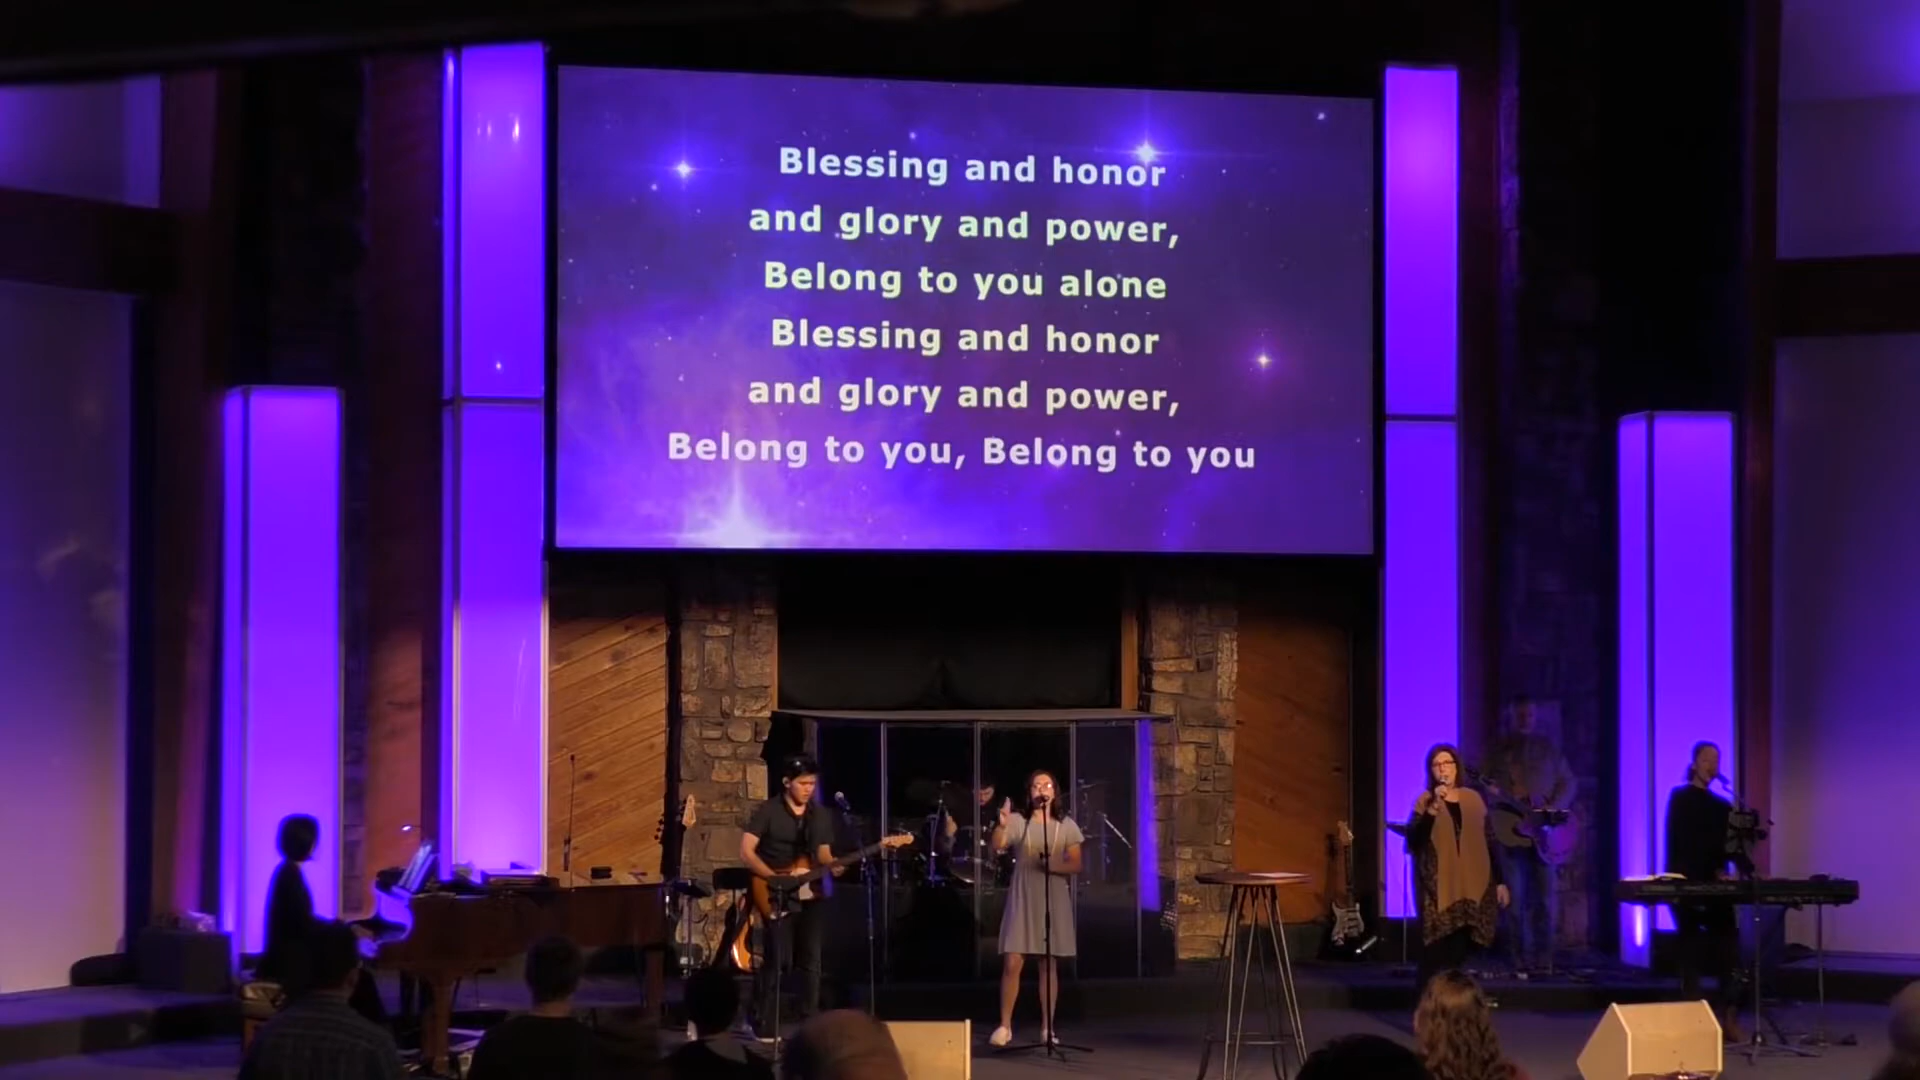 Blessing and honor
and glory and power,
Belong to you alone
Blessing and honor
and glory and power,
Belong to you, Belong to you